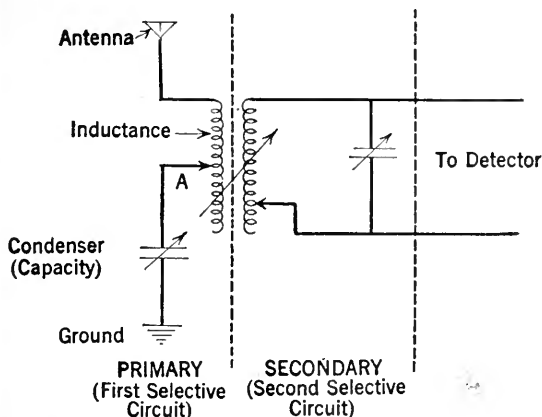 Antenna
Inductance
A
To Detector
Condenser
(Capacity)
Ground
PRIMARY
(First Selective
Circuit)
SECONDARY
(Second Selective
Circuit)